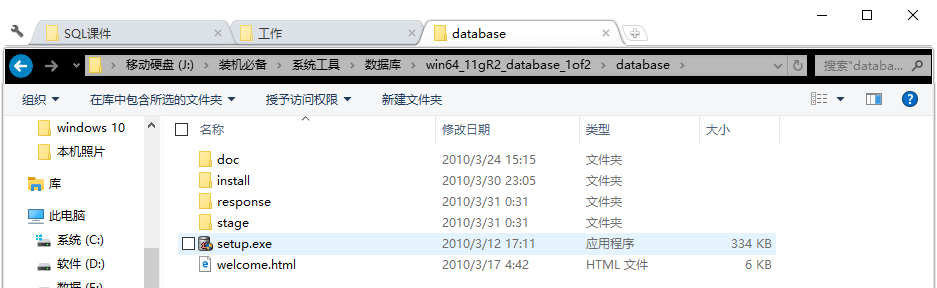 SQL课件 工作 database
移动硬盘 (J:) 装机必备 系统工具 数据库 win64_11gR2_database_1of2 database 搜索"databa...
组织 在库中包含所选的文件夹 授予访问权限 新建文件夹
windows 10
本机照片
库
此电脑
系统 (C:)
软件 (D:)
名称 修改日期 类型 大小
doc 2010/3/24 15:15 文件夹
install 2010/3/30 23:05 文件夹
response 2010/3/31 0:31 文件夹
stage 2010/3/31 0:31 文件夹
setup.exe 2010/3/12 17:11 应用程序 334 KB
welcome.html 2010/3/17 4:42 HTML 文件 6 KB